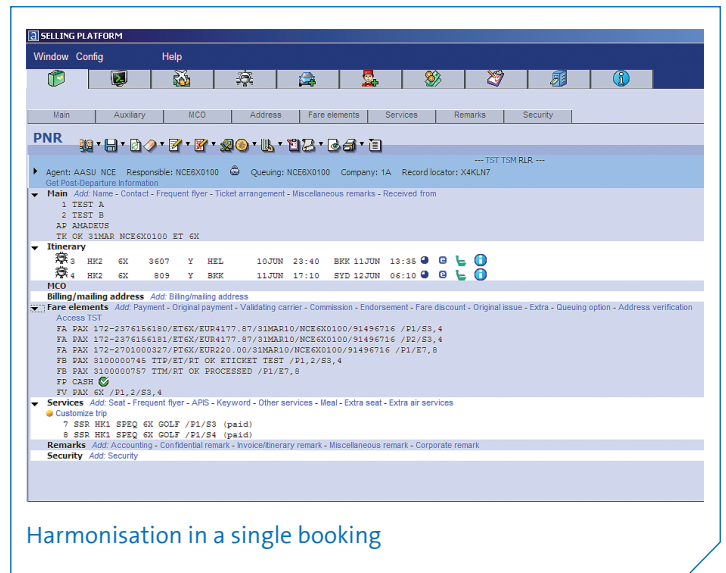 a SELLING PLATFORM
Window Config Help
Main Auxiliary MCO Address Fare elements Services Remarks Security
PNR
--- TST TSM RLR ---
Agent: AASU NCE Responsible: NCE6X0100 Queuing: NCE6X0100 Company: 1A Record locator: X4KLN7
Get Post-Departure Information
Main Add: Name - Contact - Frequent flyer - Ticket arrangement - Miscellaneous remarks - Received from
1 TEST A
2 TEST B
AP AMADEUS
TK OK 31MAR NCE6X0100 ET 6X
Itinerary
3 HK2 6X 3607 Y HEL 10JUN 23:40 BKK 11JUN 13:35
4 HK2 6X 809 Y BKK 11JUN 17:10 SYD 12JUN 06:10
MCO
Billing/mailing address Add: Billing/mailing address
Fare elements Add: Payment - Original payment - Validating carrier - Commission - Endorsement - Fare discount - Original issue - Extra - Queuing option - Address verification
Access TST
FA PAX 172-2376156180/ET6X/EUR4177.87/31MAR10/NCE6X0100/91496716 /P1/S3,4
FA PAX 172-2376156181/ET6X/EUR4177.87/31MAR10/NCE6X0100/91496716 /P2/S3,4
FA PAX 172-2701000327/PT6X/EUR220.00/31MAR10/NCE6X0100/91496716 /P1/E7,8
FB PAX 3100000745 TTP/ET/RT OK ETICKET TEST /P1,2/S3,4
FB PAX 3100000757 TTM/RT OK PROCESSED /P1/E7,8
FP CASH
FV PAX 6X /P1,2/S3,4
Services Add: Seat - Frequent flyer - APIS - Keyword - Other services - Meal - Extra seat - Extra air services
Customize trip
7 SSR HK1 SPEQ 6X GOLF /P1/S3 (paid)
8 SSR HK1 SPEQ 6X GOLF /P1/S4 (paid)
Remarks Add: Accounting - Confidential remark - Invoice/itinerary remark - Miscellaneous remark - Corporate remark
Security Add: Security
Harmonisation in a single booking